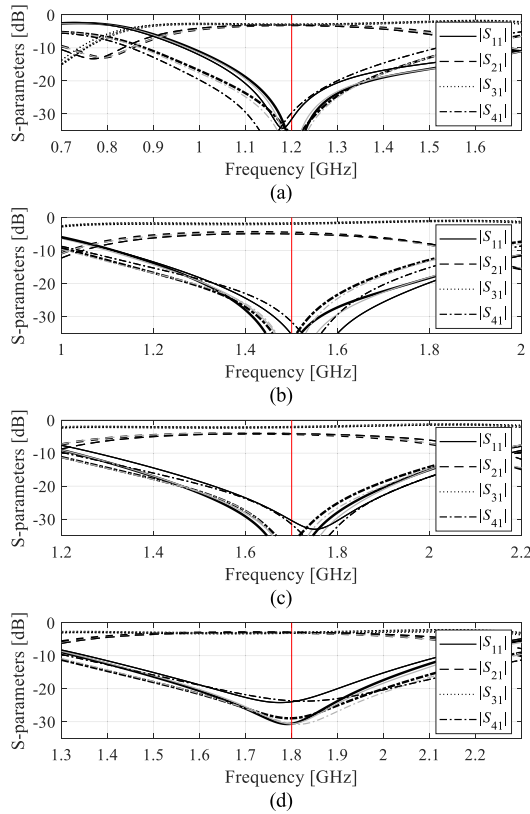 S-parameters [dB]
0
-10
-20
-30
|S11|
|S21|
|S31|
|S41|
0.7 0.8 0.9 1 1.1 1.2 1.3 1.4 1.5 1.6
Frequency [GHz]
(a)
S-parameters [dB]
0
-10
-20
-30
|S11|
|S21|
|S31|
|S41|
1 1.2 1.4 1.6 1.8 2
Frequency [GHz]
(b)
S-parameters [dB]
0
-10
-20
-30
|S11|
|S21|
|S31|
|S41|
1.2 1.4 1.6 1.8 2 2.2
Frequency [GHz]
(c)
S-parameters [dB]
0
-10
-20
-30
|S11|
|S21|
|S31|
|S41|
1.3 1.4 1.5 1.6 1.7 1.8 1.9 2 2.1 2.2
Frequency [GHz]
(d)